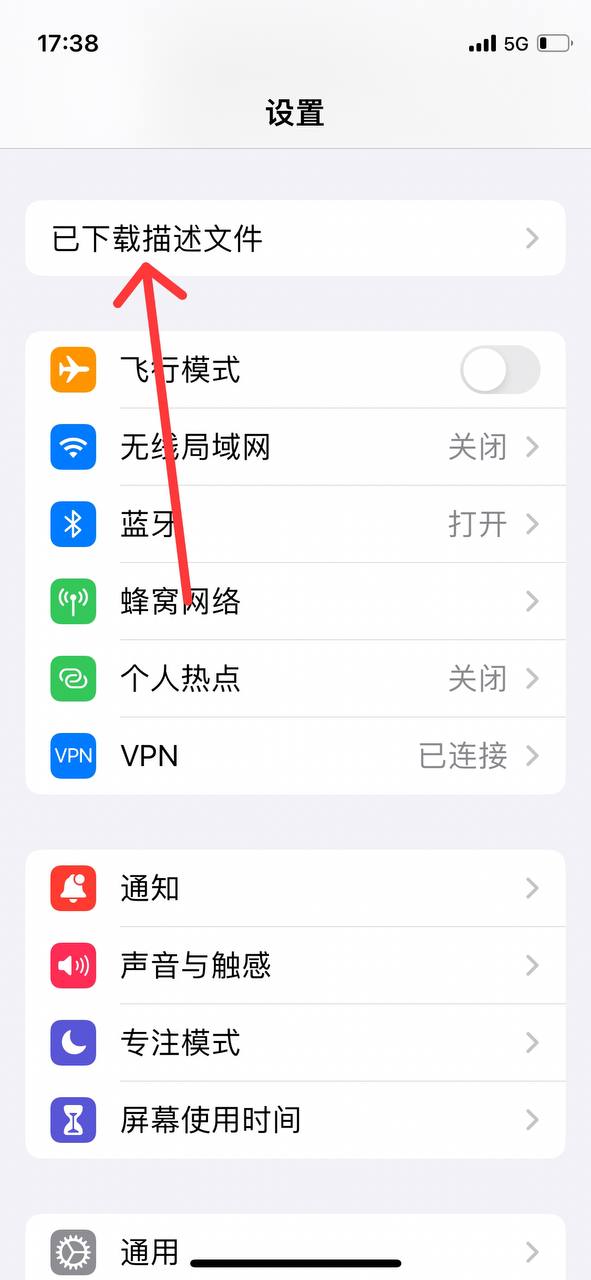 17:38 5G
设置
已下载描述文件
飞行模式
无线局域网 关闭
蓝牙 打开
蜂窝网络
个人热点 关闭
VPN VPN 已连接
通知
声音与触感
专注模式
屏幕使用时间
通用